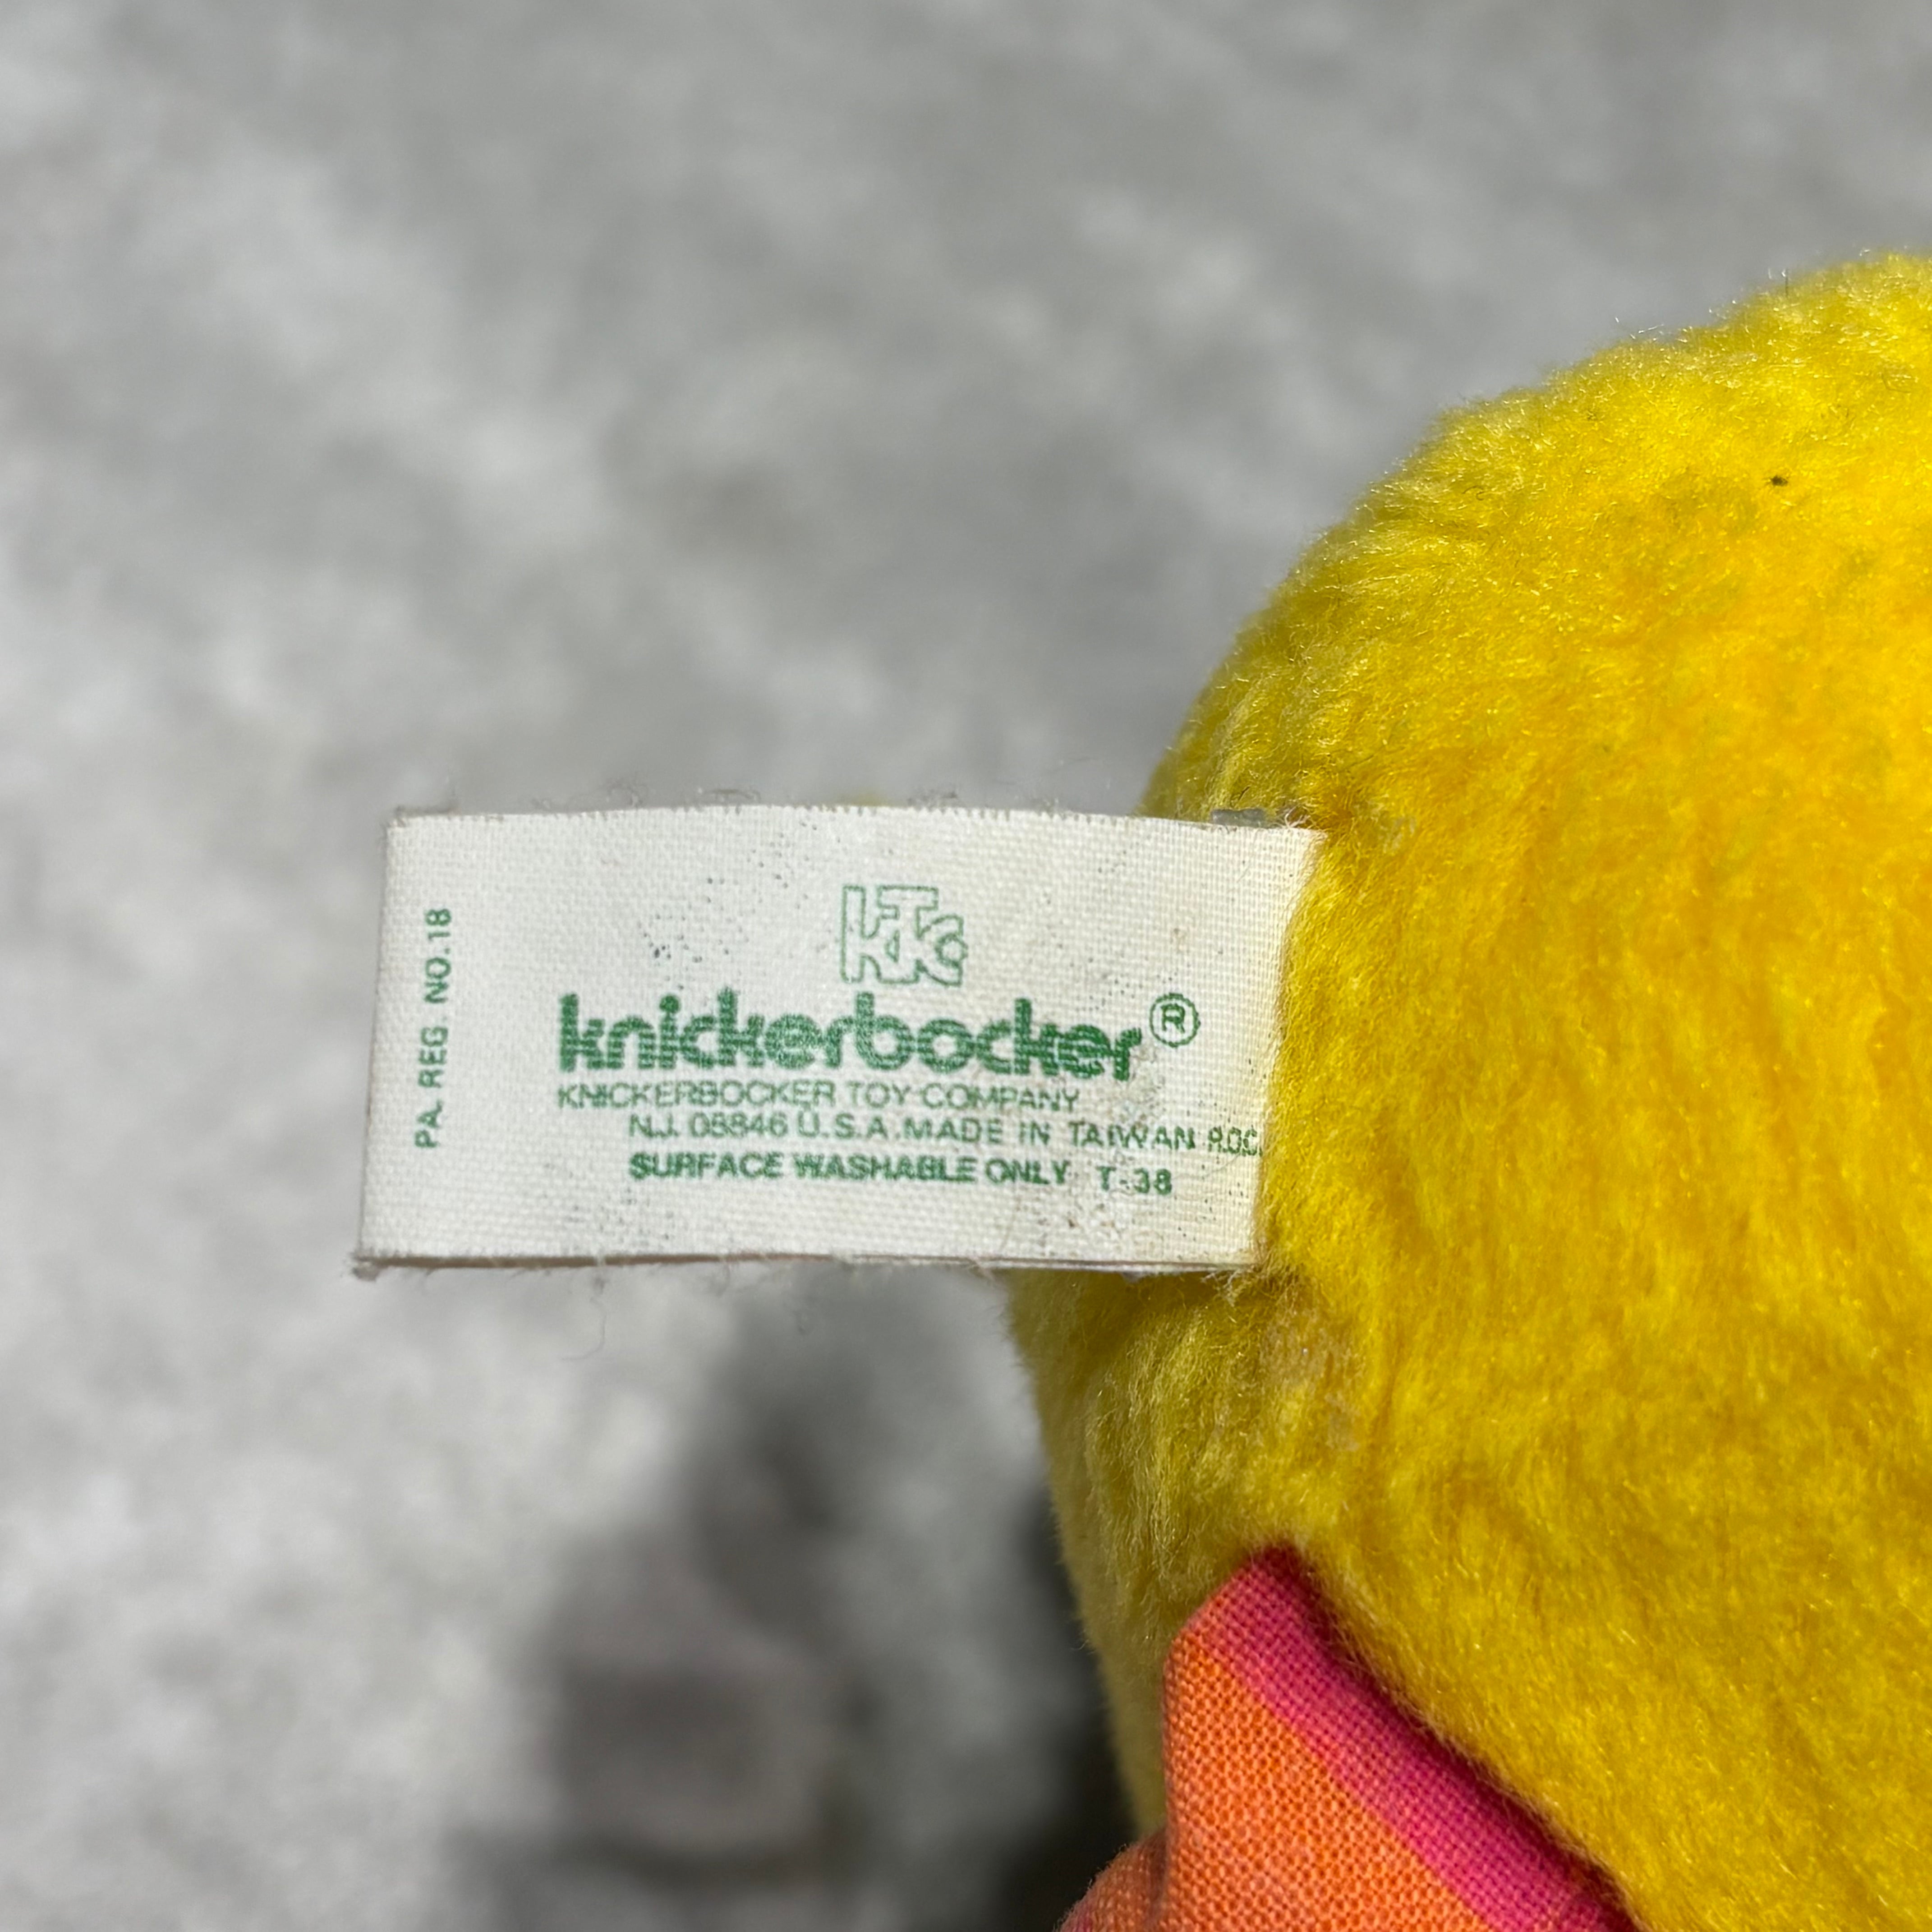 KTC
knickerbocker®
KNICKERBOCKER TOY COMPANY
N.J. 08846 U.S.A. MADE IN TAIWAN R.O.C.
SURFACE WASHABLE ONLY T-38
PA. REG. NO. 18